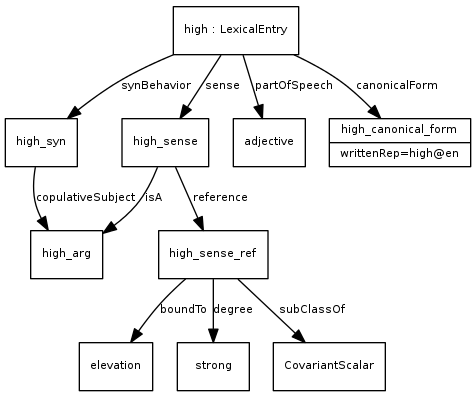 high : LexicalEntry
synBehavior
sense
partOfSpeech
canonicalForm
high_syn
high_sense
adjective
high_canonical_form
writtenRep=high@en
copulativeSubject
isA
reference
high_arg
high_sense_ref
boundTo
degree
subClassOf
elevation
strong
CovariantScalar